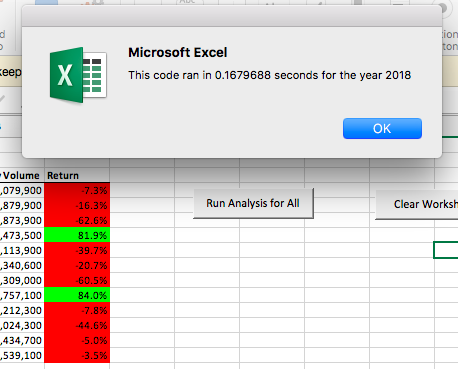 Microsoft Excel
This code ran in 0.1679688 seconds for the year 2018
OK
keep
Volume Return
,079,900 -7.3%
,879,900 -16.3%
,873,900 -62.6%
,473,500 81.9%
,113,900 -39.7%
,340,600 -20.7%
,309,000 -60.5%
,757,100 84.0%
,212,300 -7.8%
,024,300 -44.6%
,434,700 -5.0%
,539,100 -3.5%
Run Analysis for All
Clear Worksh